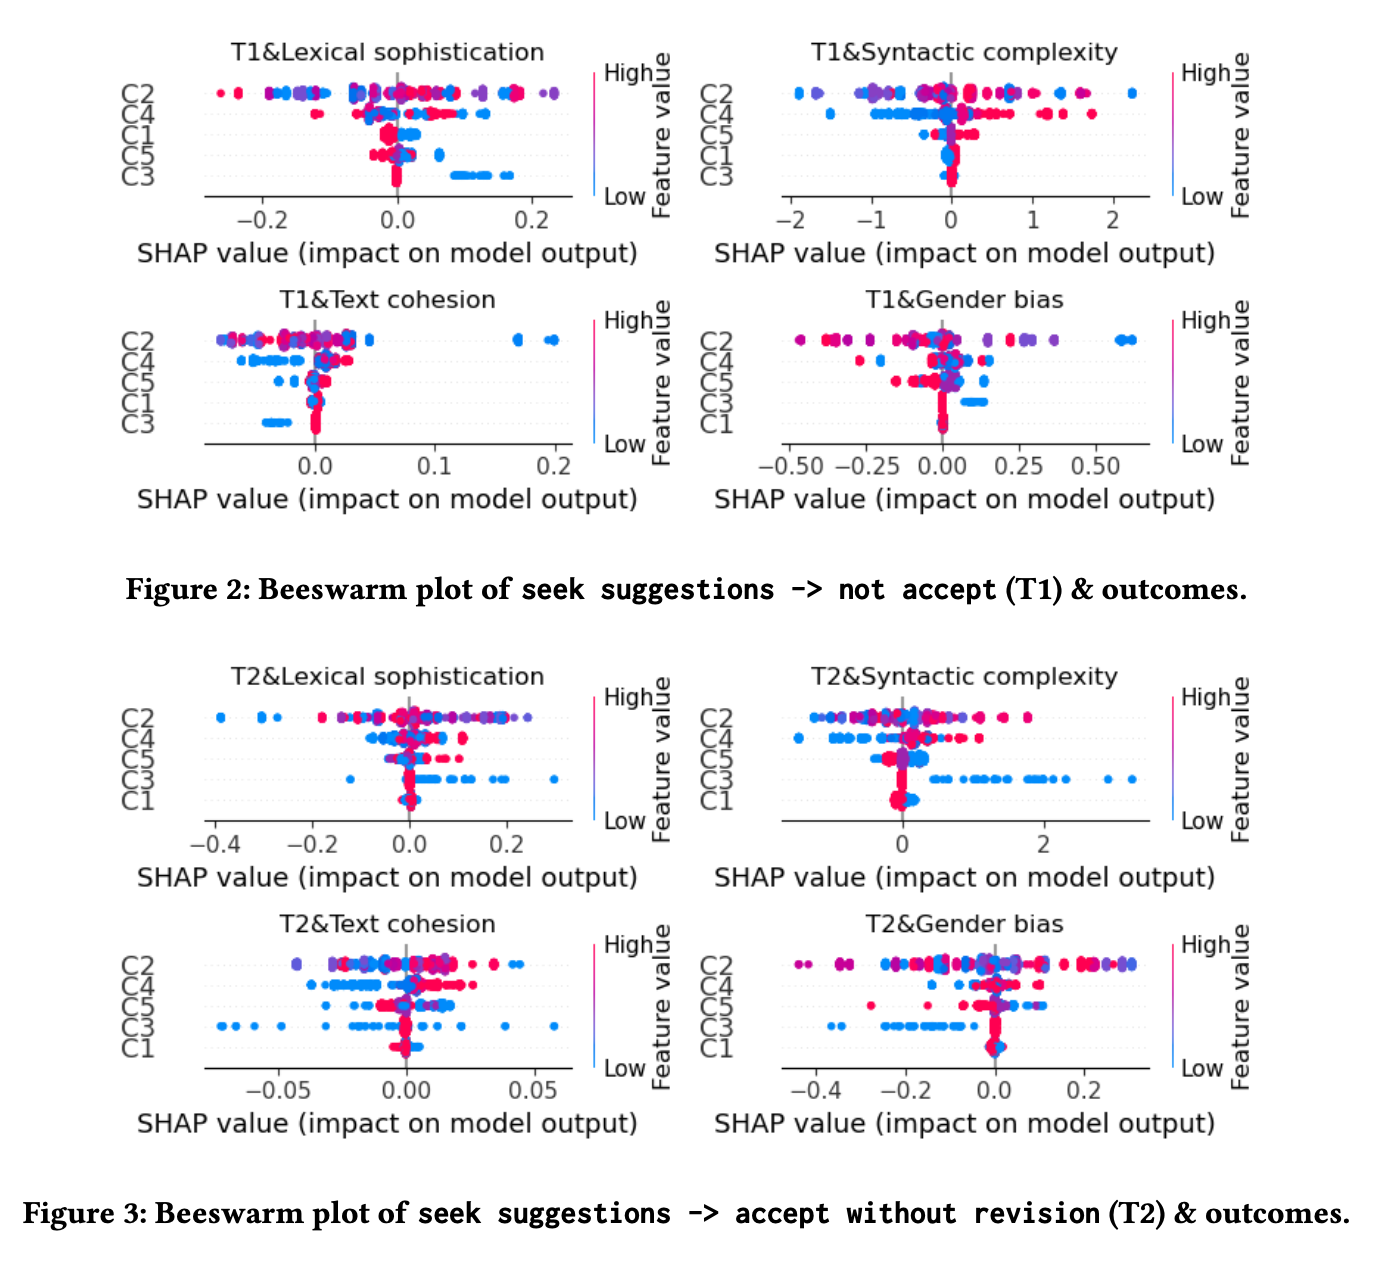 T1&Lexical sophistication
C2
C4
C1
C5
C3
−0.2 0.0 0.2
SHAP value (impact on model output)
High
Low
Feature value
T1&Syntactic complexity
C2
C4
C5
C1
C3
−2 −1 0 1 2
SHAP value (impact on model output)
High
Low
Feature value
T1&Text cohesion
C2
C4
C5
C1
C3
0.0 0.1 0.2
SHAP value (impact on model output)
High
Low
Feature value
T1&Gender bias
C2
C4
C5
C3
C1
−0.50 −0.25 0.00 0.25 0.50
SHAP value (impact on model output)
High
Low
Feature value
Figure 2: Beeswarm plot of seek suggestions -> not accept (T1) & outcomes.
T2&Lexical sophistication
C2
C4
C5
C3
C1
−0.4 −0.2 0.0 0.2
SHAP value (impact on model output)
High
Low
Feature value
T2&Syntactic complexity
C2
C4
C5
C3
C1
0 2
SHAP value (impact on model output)
High
Low
Feature value
T2&Text cohesion
C2
C4
C5
C3
C1
−0.05 0.00 0.05
SHAP value (impact on model output)
High
Low
Feature value
T2&Gender bias
C2
C4
C5
C3
C1
−0.4 −0.2 0.0 0.2
SHAP value (impact on model output)
High
Low
Feature value
Figure 3: Beeswarm plot of seek suggestions -> accept without revision (T2) & outcomes.